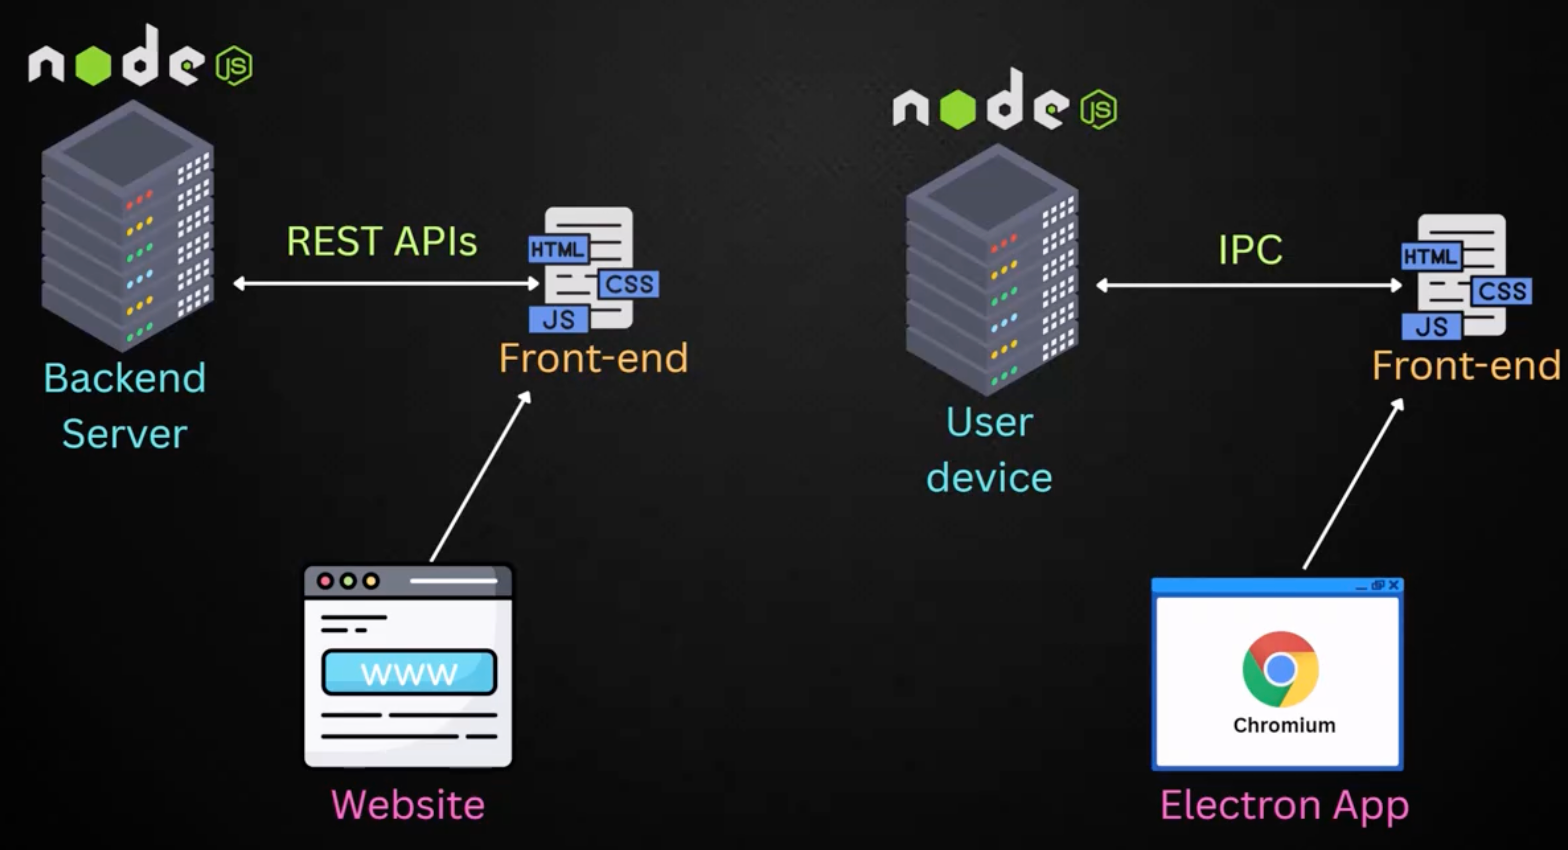 node JS
REST APIs
HTML
CSS
JS
Front-end
Backend
Server
WWW
Website
node JS
IPC
HTML
CSS
JS
Front-end
User
device
Chromium
Electron App